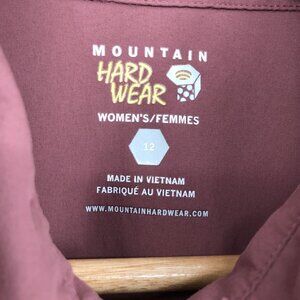 MOUNTAIN
HARD
WEAR
WOMEN'S/FEMMES
12
MADE IN VIETNAM
FABRIQUÉ AU VIETNAM
WWW.MOUNTAINHARDWEAR.COM